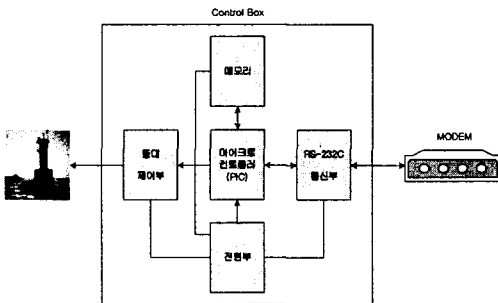 Control Box
메모리
등대
제어부
마이크로
컨트롤러
(PIC)
RS-232C
통신부
MODEM
전원부